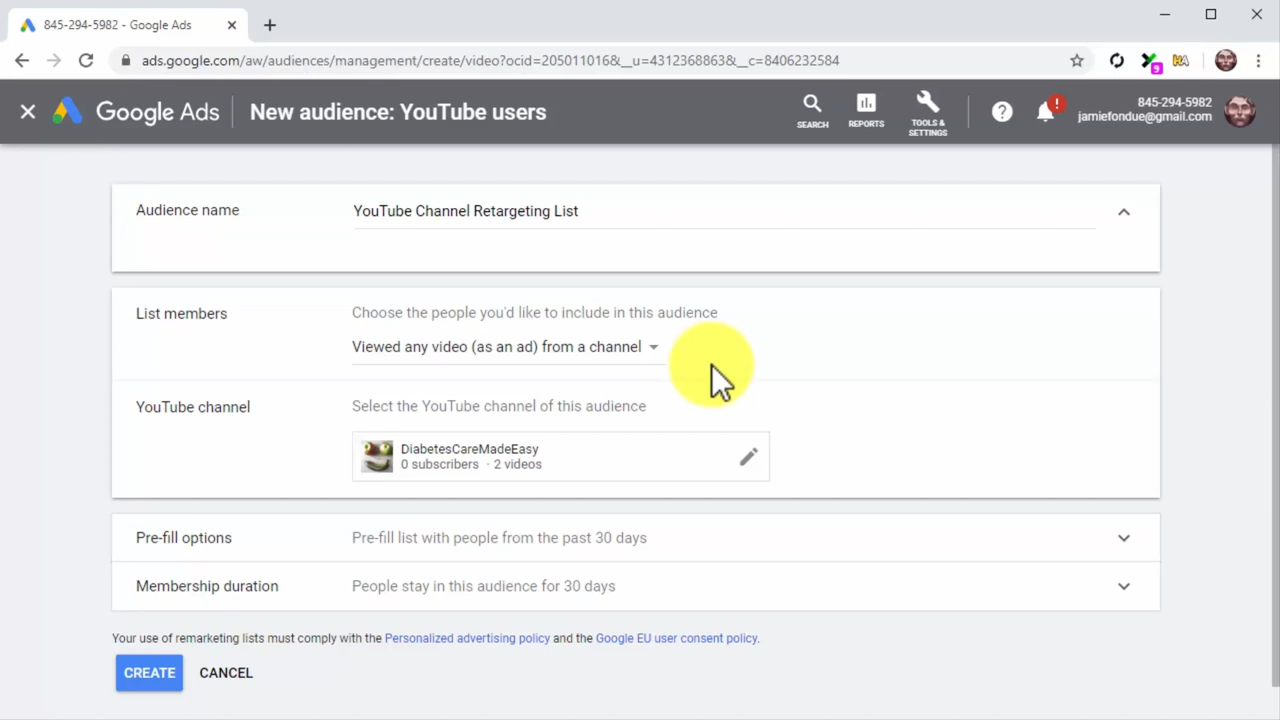 845-294-5982 - Google Ads
ads.google.com/aw/audiences/management/create/video?ocid=205011016&__u=4312368863&__c=8406232584
Google Ads
New audience: YouTube users
SEARCH
REPORTS
TOOLS &
SETTINGS
!
845-294-5982
jamiefondue@gmail.com
9
Audience name
YouTube Channel Retargeting List
List members
Choose the people you'd like to include in this audience
Viewed any video (as an ad) from a channel
YouTube channel
Select the YouTube channel of this audience
DiabetesCareMadeEasy
0 subscribers · 2 videos
Pre-fill options
Pre-fill list with people from the past 30 days
Membership duration
People stay in this audience for 30 days
Your use of remarketing lists must comply with the Personalized advertising policy and the Google EU user consent policy.
CREATE
CANCEL